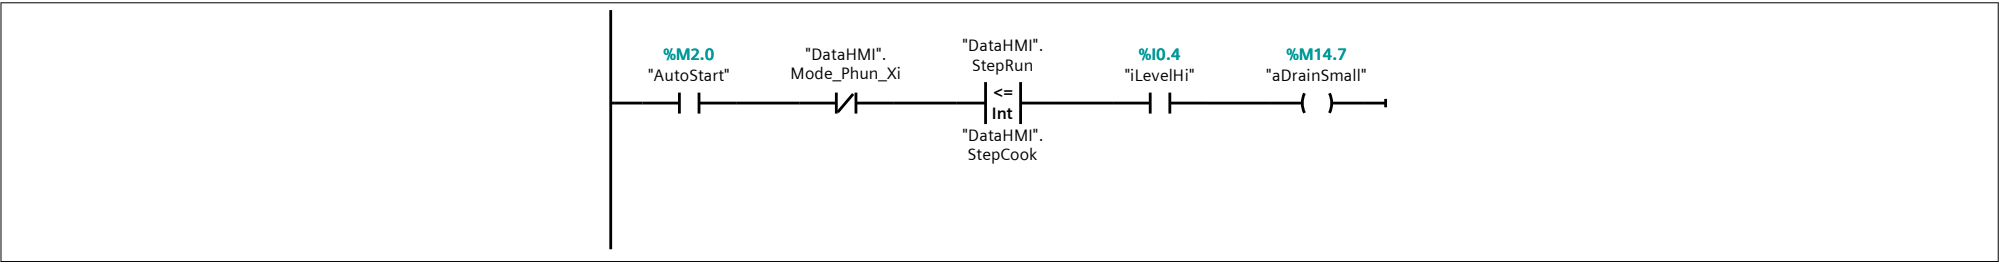 %M2.0
"AutoStart"
"DataHMI".
Mode_Phun_Xi
"DataHMI".
StepRun
<=
Int
"DataHMI".
StepCook
%I0.4
"iLevelHi"
%M14.7
"aDrainSmall"